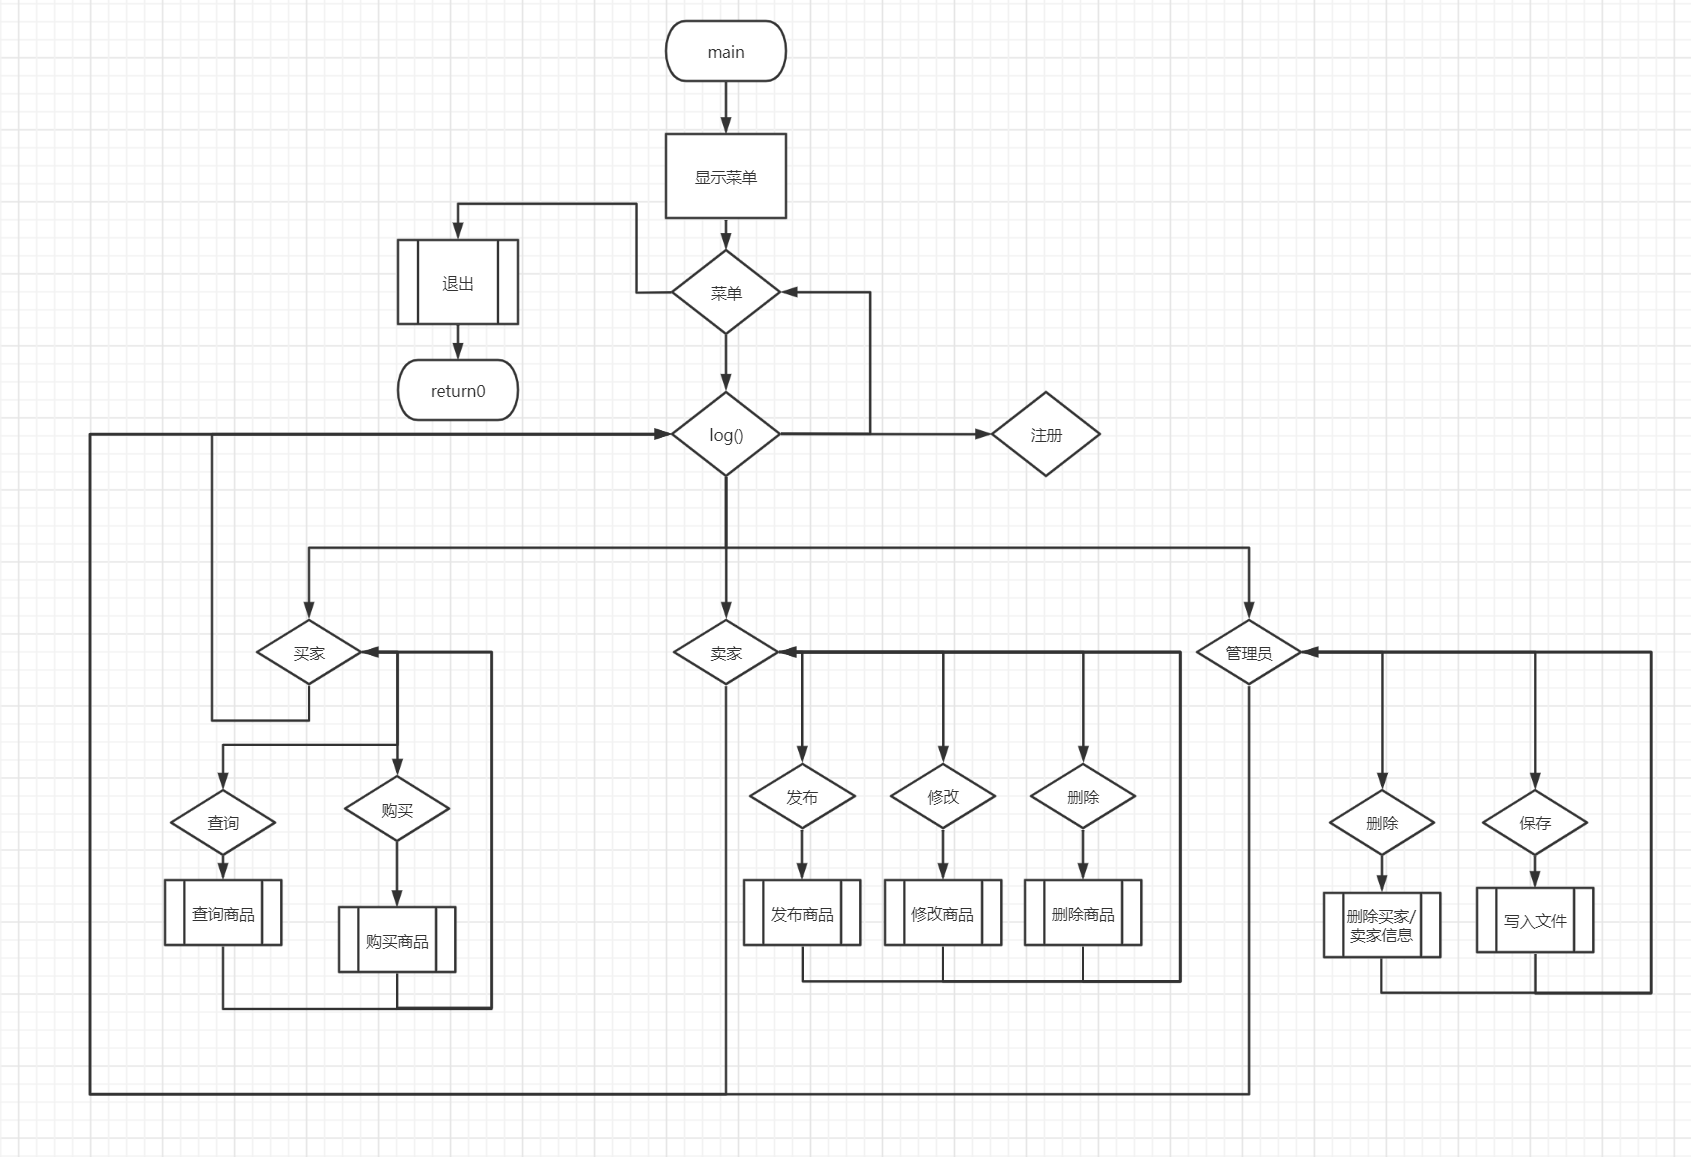 main
显示菜单
退出
菜单
return0
log()
注册
买家
卖家
管理员
查询
购买
发布
修改
删除
删除
保存
查询商品
购买商品
发布商品
修改商品
删除商品
删除买家/
卖家信息
写入文件